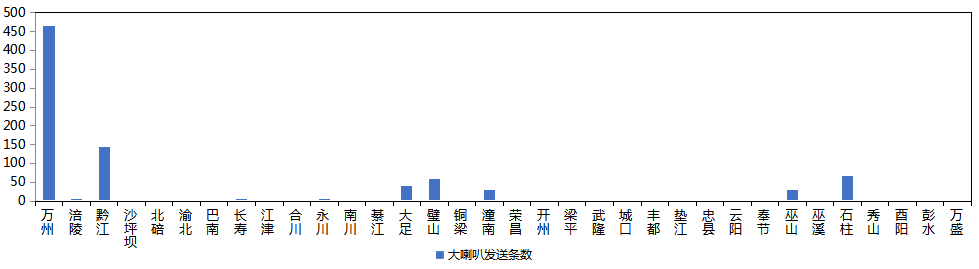 500
450
400
350
300
250
200
150
100
50
0
万州
涪陵
黔江
沙坪坝
北碚
渝北
巴南
长寿
江津
合川
永川
南川
綦江
大足
璧山
铜梁
潼南
荣昌
开州
梁平
武隆
城口
丰都
垫江
忠县
云阳
奉节
巫山
巫溪
石柱
秀山
酉阳
彭水
万盛
大喇叭发送条数